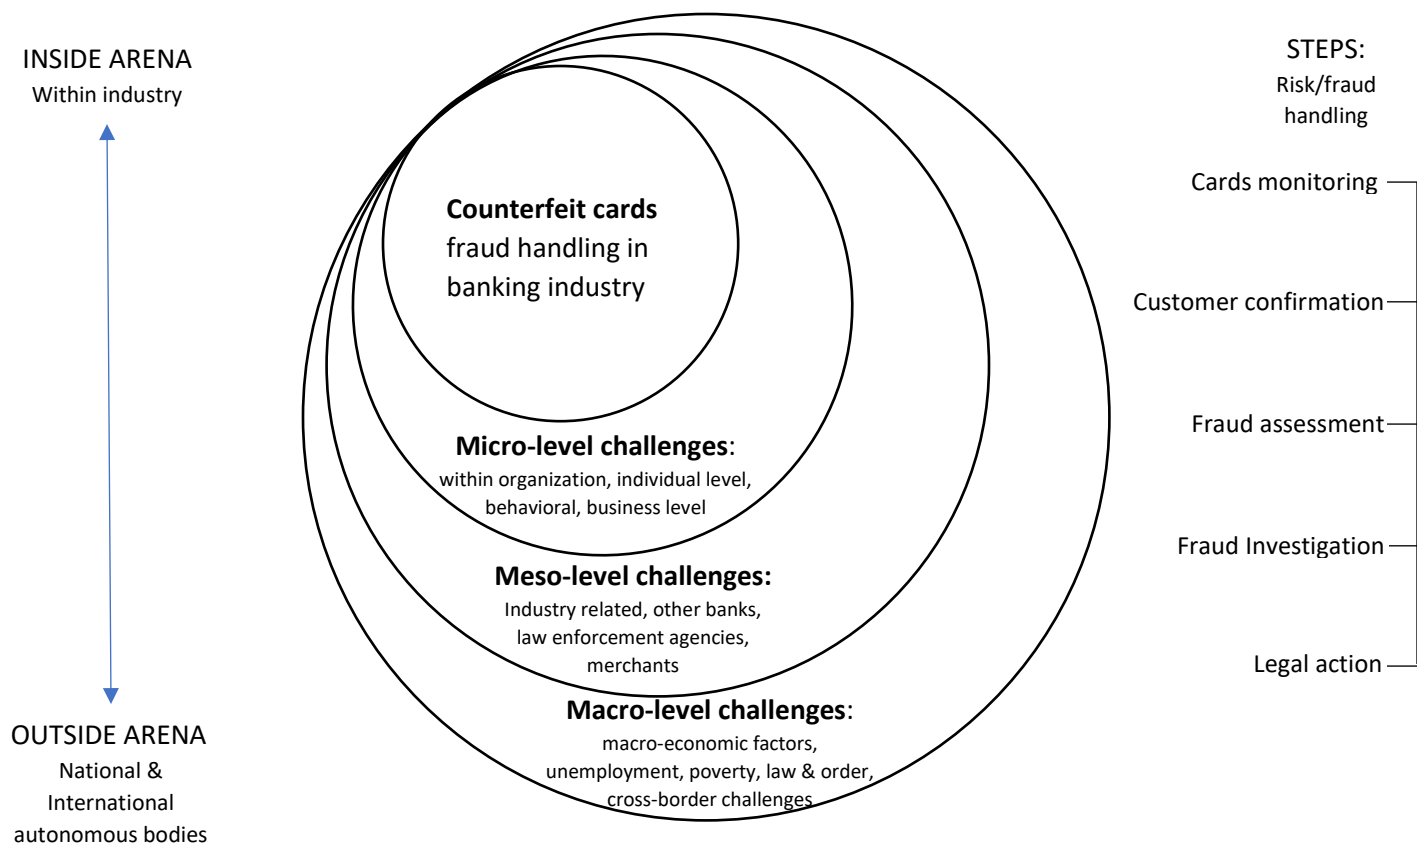 INSIDE ARENA
Within industry
OUTSIDE ARENA
National &
International
autonomous bodies
Counterfeit cards
fraud handling in
banking industry
Micro-level challenges:
within organization, individual level,
behavioral, business level
Meso-level challenges:
Industry related, other banks,
law enforcement agencies,
merchants
Macro-level challenges:
macro-economic factors,
unemployment, poverty, law & order,
cross-border challenges
STEPS:
Risk/fraud
handling
Cards monitoring
Customer confirmation
Fraud assessment
Fraud Investigation
Legal action